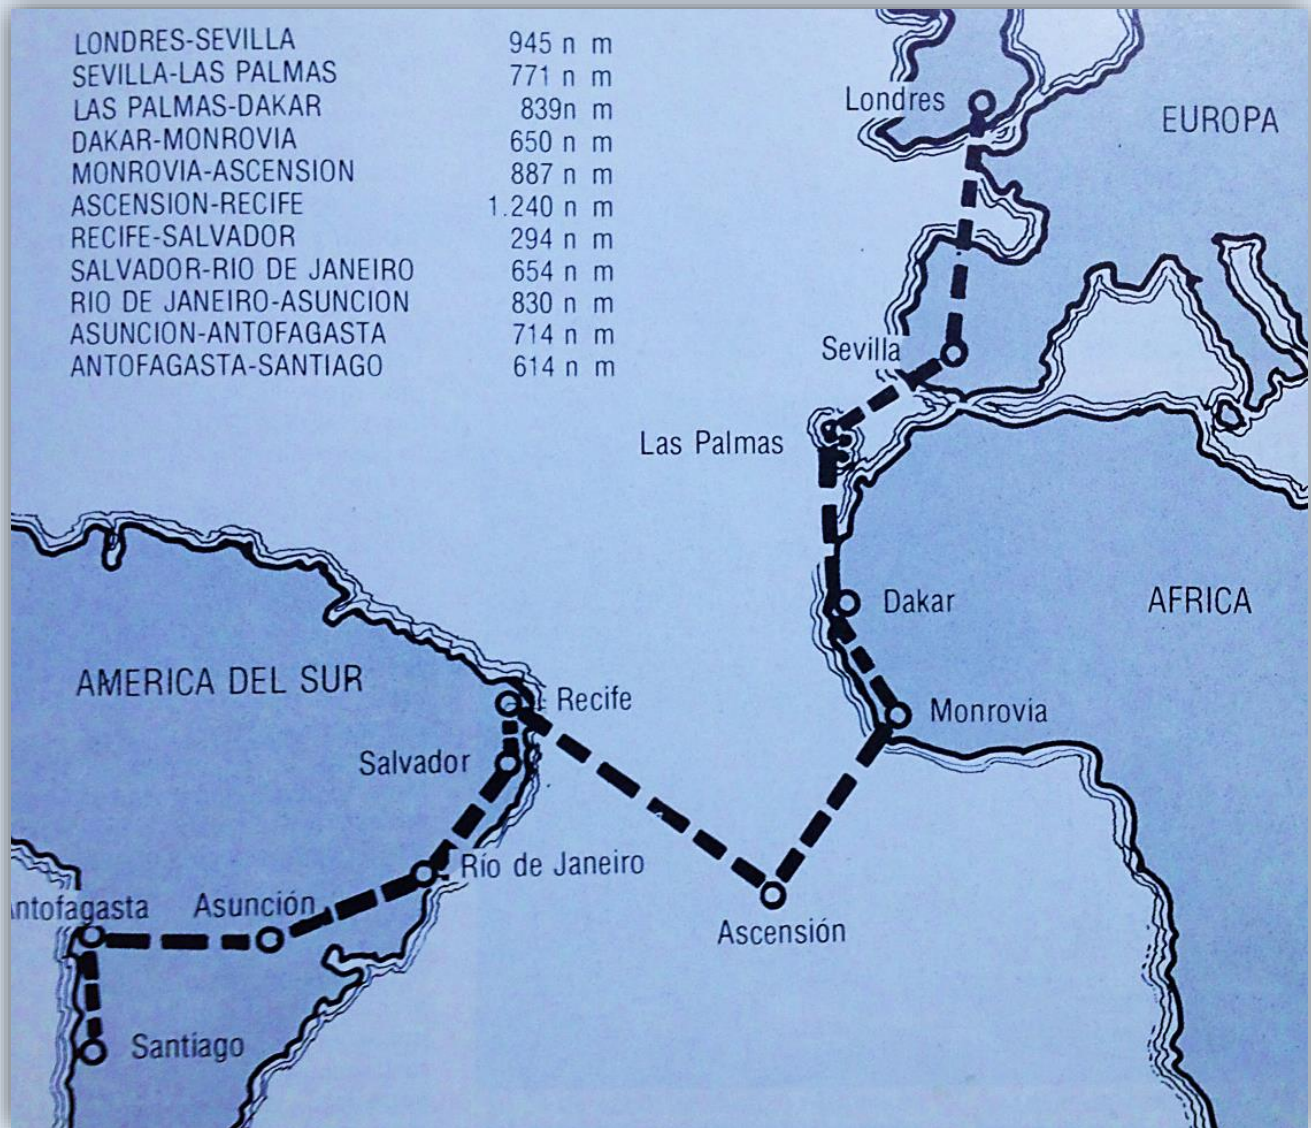 LONDRES-SEVILLA 945 n m
SEVILLA-LAS PALMAS 771 n m
LAS PALMAS-DAKAR 839n m
DAKAR-MONROVIA 650 n m
MONROVIA-ASCENSION 887 n m
ASCENSION-RECIFE 1.240 n m
RECIFE-SALVADOR 294 n m
SALVADOR-RIO DE JANEIRO 654 n m
RIO DE JANEIRO-ASUNCION 830 n m
ASUNCION-ANTOFAGASTA 714 n m
ANTOFAGASTA-SANTIAGO 614 n m
Londres
EUROPA
Sevilla
Las Palmas
Dakar
AFRICA
AMERICA DEL SUR
Recife
Monrovia
Salvador
Río de Janeiro
ntofagasta
Asunción
Ascensión
Santiago